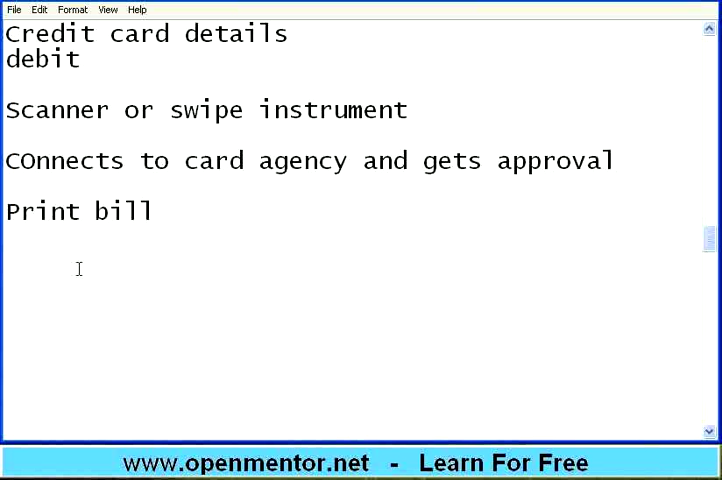 File Edit Format View Help
Credit card details
debit
Scanner or swipe instrument
COnnects to card agency and gets approval
Print bill
www.openmentor.net - Learn For Free